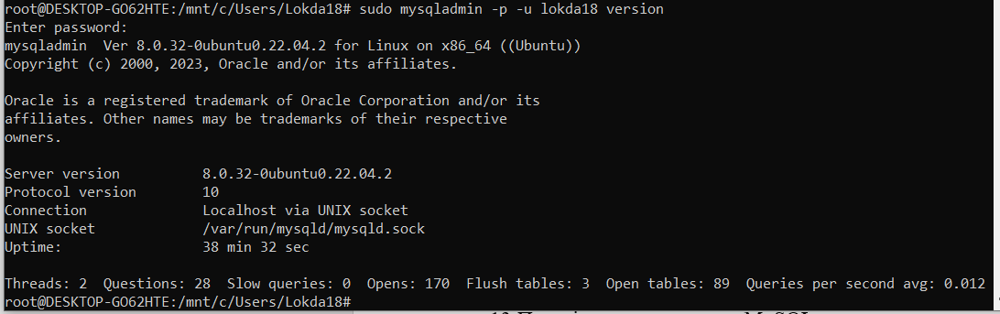 root@DESKTOP-GO62HTE:/mnt/c/Users/Lokda18# sudo mysqladmin -p -u lokda18 version
Enter password:
mysqladmin  Ver 8.0.32-0ubuntu0.22.04.2 for Linux on x86_64 ((Ubuntu))
Copyright (c) 2000, 2023, Oracle and/or its affiliates.

Oracle is a registered trademark of Oracle Corporation and/or its
affiliates. Other names may be trademarks of their respective
owners.

Server version          8.0.32-0ubuntu0.22.04.2
Protocol version        10
Connection              Localhost via UNIX socket
UNIX socket             /var/run/mysqld/mysqld.sock
Uptime:                 38 min 32 sec

Threads: 2  Questions: 28  Slow queries: 0  Opens: 170  Flush tables: 3  Open tables: 89  Queries per second avg: 0.012
root@DESKTOP-GO62HTE:/mnt/c/Users/Lokda18#